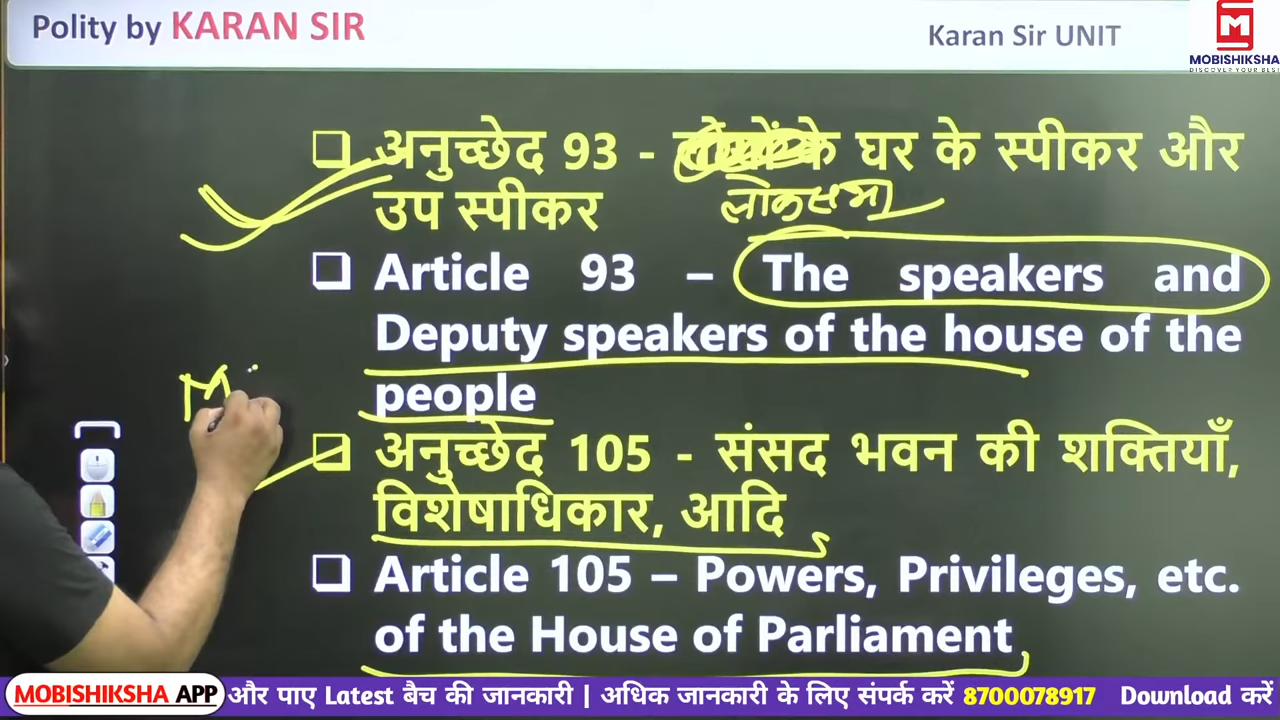 Polity by KARAN SIR
Karan Sir UNIT
M
MOBISHIKSHA
DISCOVER YOUR BEST
अनुच्छेद 93 - घर के स्पीकर और
लोकसभा
उप स्पीकर
Article 93 – The speakers and
Deputy speakers of the house of the
people
M
अनुच्छेद 105 - संसद भवन की शक्तियाँ,
विशेषाधिकार, आदि
Article 105 – Powers, Privileges, etc.
of the House of Parliament
MOBISHIKSHA APP और पाए Latest बैच की जानकारी | अधिक जानकारी के लिए संपर्क करें 8700078917 Download करें